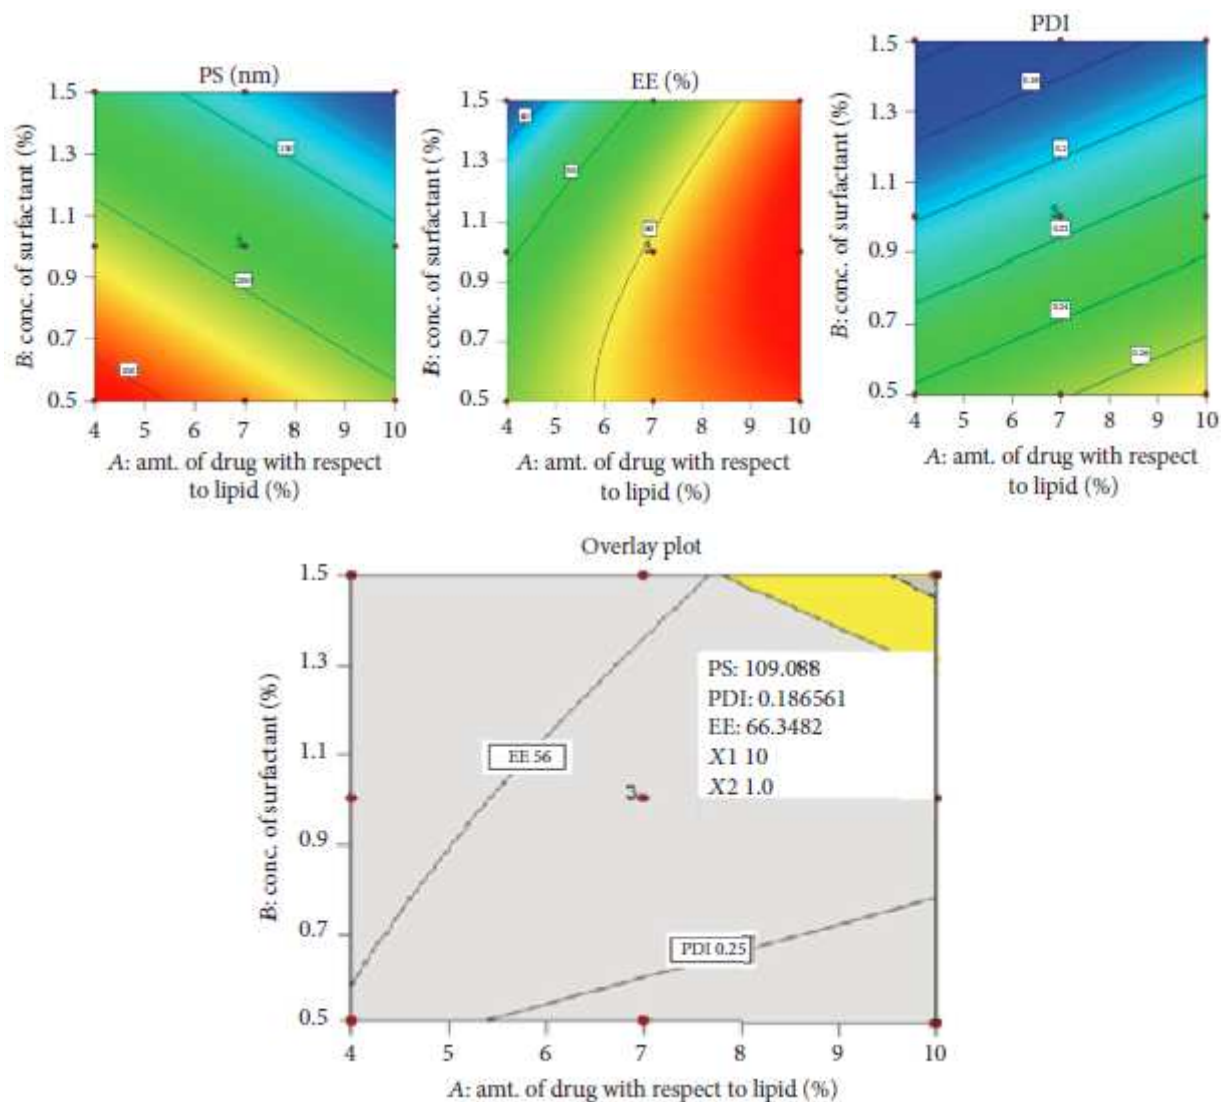 PS (nm)
B: conc. of surfactant (%)
1.5
1.3
1.1
0.9
0.7
0.5
4 5 6 7 8 9 10
A: amt. of drug with respect
to lipid (%)
EE (%)
B: conc. of surfactant (%)
1.5
1.3
1.1
0.9
0.7
0.5
4 5 6 7 8 9 10
A: amt. of drug with respect
to lipid (%)
PDI
B: conc. of surfactant (%)
1.5
1.3
1.1
0.9
0.7
0.5
0.24
4 5 6 7 8 9 10
A: amt. of drug with respect
to lipid (%)
Overlay plot
B: conc. of surfactant (%)
1.5
1.3
1.1
0.9
0.7
0.5
EE 56
3
PDI 0.25
PS: 109.088
PDI: 0.186561
EE: 66.3482
X1 10
X2 1.0
4 5 6 7 8 9 10
A: amt. of drug with respect to lipid (%)